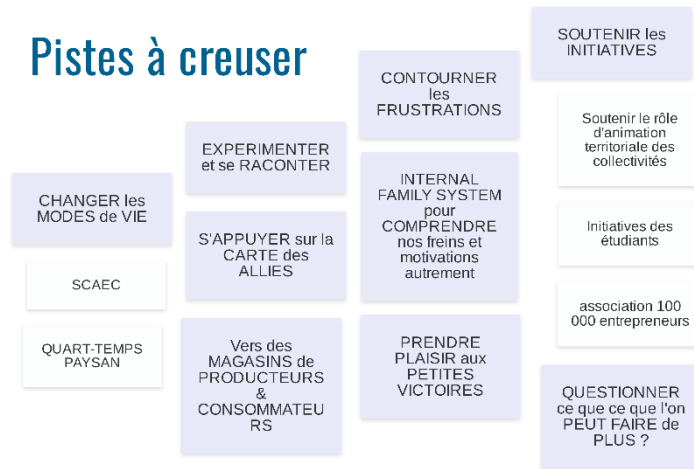 Pistes à creuser
CHANGER les
MODES de VIE
SCAEC
QUART-TEMPS
PAYSAN
EXPERIMENTER
et se RACONTER
S'APPUYER sur la
CARTE des
ALLIES
Vers des
MAGASINS de
PRODUCTEURS
&
CONSOMMATEU
RS
CONTOURNER
les
FRUSTRATIONS
INTERNAL
FAMILY SYSTEM
pour
COMPRENDRE
nos freins et
motivations
autrement
PRENDRE
PLAISIR aux
PETITES
VICTOIRES
SOUTENIR les
INITIATIVES
Soutenir le rôle
d'animation
territoriale des
collectivités
Initiatives des
étudiants
association 100
000 entrepreneurs
QUESTIONNER
ce que ce que l'on
PEUT FAIRE de
PLUS ?